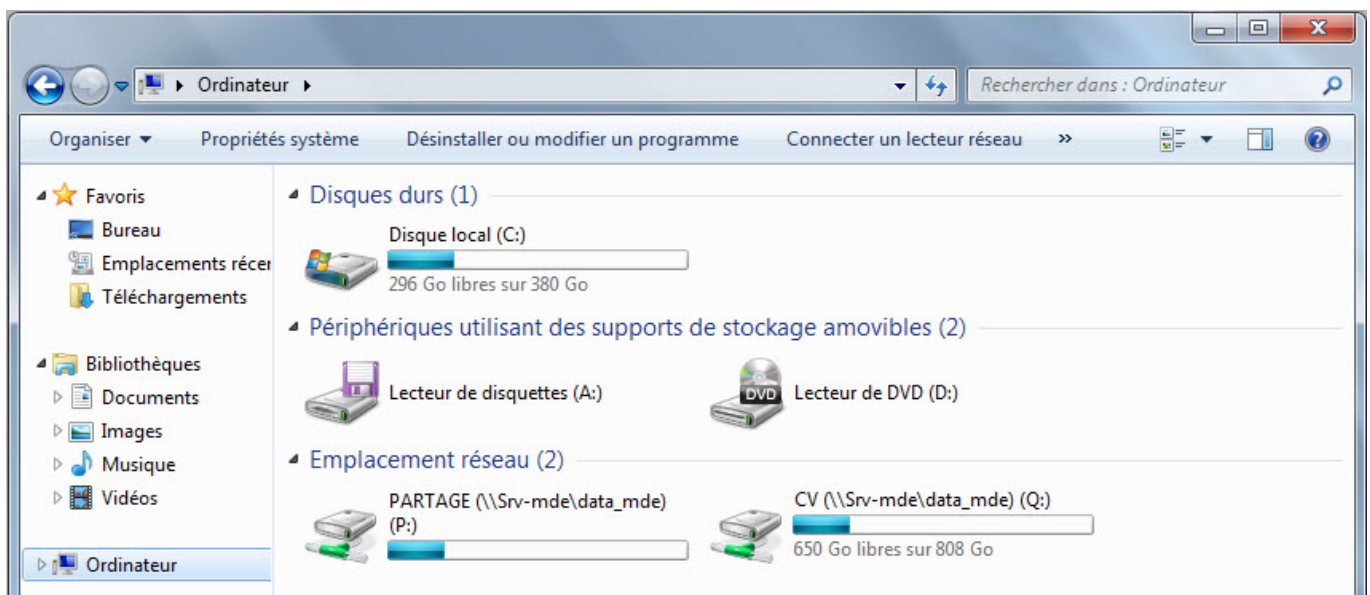 Ordinateur
Rechercher dans : Ordinateur
Organiser
Propriétés système
Désinstaller ou modifier un programme
Connecter un lecteur réseau
»
Favoris
Bureau
Emplacements récer
Téléchargements
Bibliothèques
Documents
Images
Musique
Vidéos
Ordinateur
Disques durs (1)
Disque local (C:)
296 Go libres sur 380 Go
Périphériques utilisant des supports de stockage amovibles (2)
Lecteur de disquettes (A:)
DVD
Lecteur de DVD (D:)
Emplacement réseau (2)
PARTAGE (\\Srv-mde\data_mde)
(P:)
CV (\\Srv-mde\data_mde) (Q:)
650 Go libres sur 808 Go